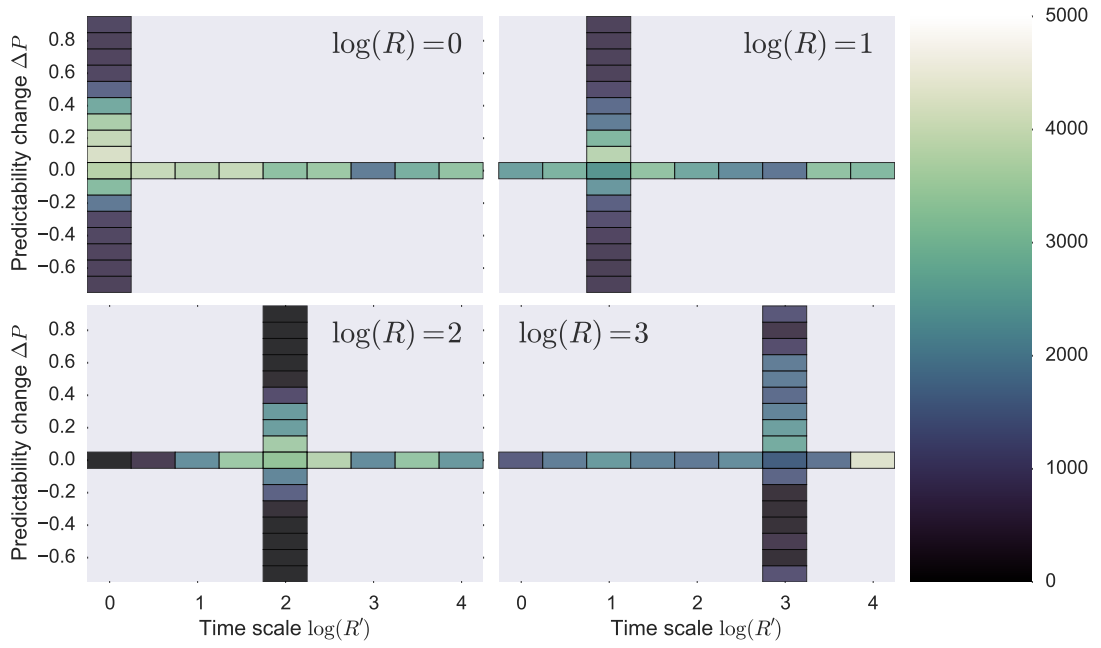 log(R) = 0
log(R) = 1
Predictability change ΔP
0.8
0.6
0.4
0.2
0.0
−0.2
−0.4
−0.6
log(R) = 2
log(R) = 3
Predictability change ΔP
0.8
0.6
0.4
0.2
0.0
−0.2
−0.4
−0.6
0 1 2 3 4
0 1 2 3 4
Time scale log(R′)
Time scale log(R′)
5000
4000
3000
2000
1000
0